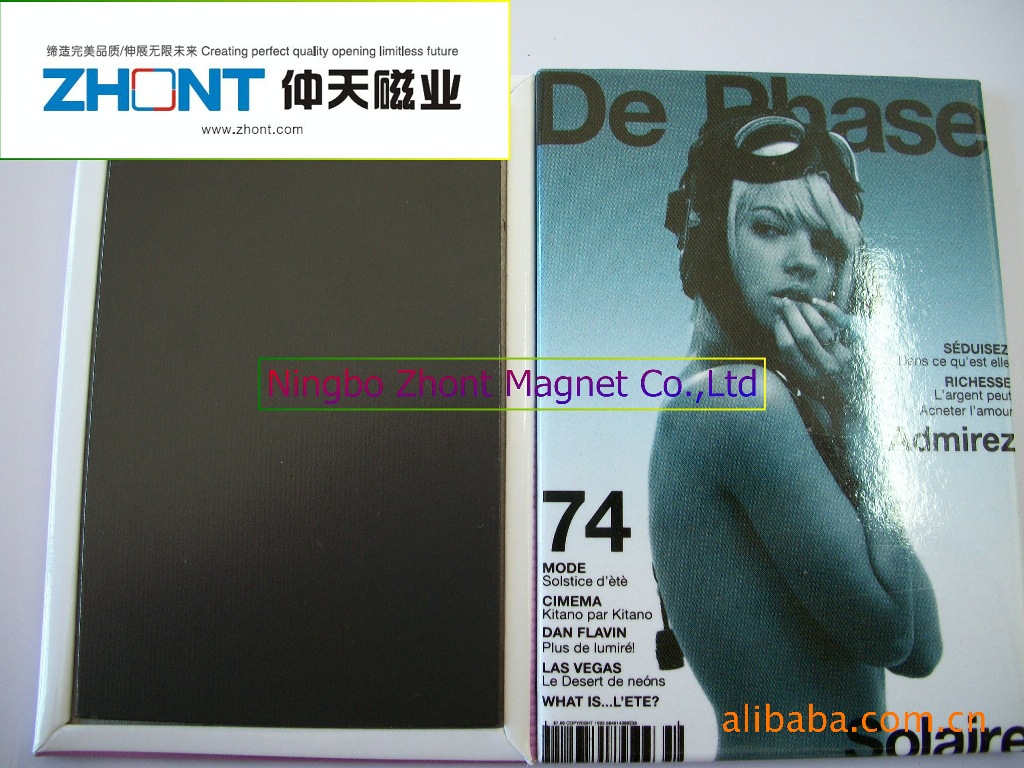 缔造完美品质/伸展无限未来 Creating perfect quality opening limitless future
ZHONT 仲天磁业
www.zhont.com
De Phase
SÉDUISEZ
Dans ce qu'est elle
RICHESSE
L'argent peut
Acheter l'amour
Admirez
Ningbo Zhont Magnet Co.,Ltd
74
MODE
Solstice d'ètè
CIMEMA
Kitano par Kitano
DAN FLAVIN
Plus de lumiré!
LAS VEGAS
Le Desert de neóns
WHAT IS...L'ETE?
alibaba.com.cn
Solaire